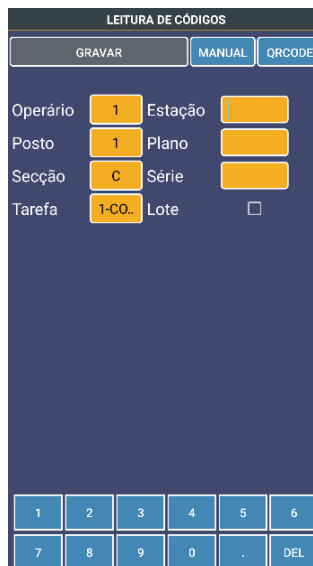 LEITURA DE CÓDIGOS
GRAVAR MANUAL QRCODE
Operário 1 Estação
Posto 1 Plano
Secção C Série
Tarefa 1-CO.. Lote
1 2 3 4 5 6
7 8 9 0 . DEL